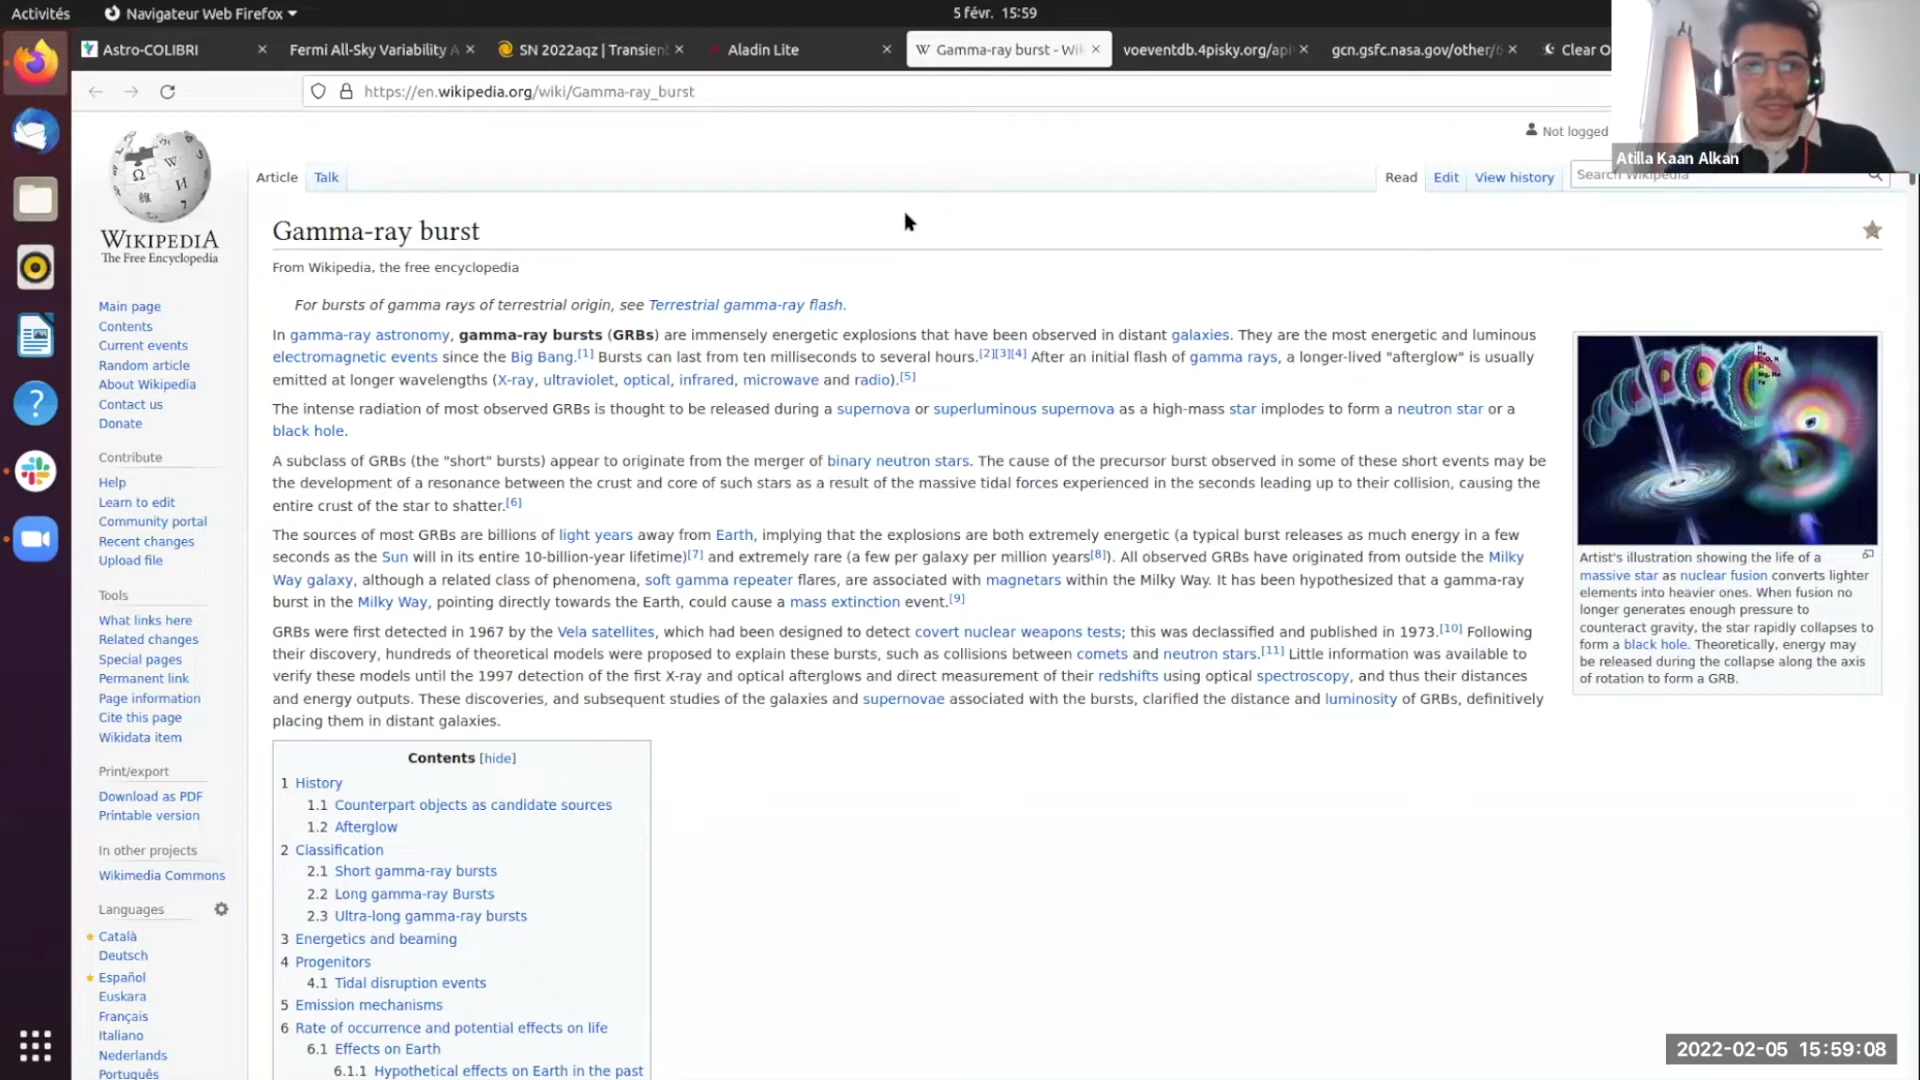 Activités
Navigateur Web Firefox
5 févr. 15:59
Astro-COLIBRI
Fermi All-Sky Variability A
SN 2022aqz | Transient
Aladin Lite
Gamma-ray burst - Wi
voeventdb.4pisky.org/api
gcn.gsfc.nasa.gov/other/6
Clear O
https://en.wikipedia.org/wiki/Gamma-ray_burst
Not logged
Atilla Kaan Alkan
Article
Talk
Read
Edit
View history
Search Wikipedia
WIKIPEDIA
The Free Encyclopedia
Main page
Contents
Current events
Random article
About Wikipedia
Contact us
Donate
Contribute
Help
Learn to edit
Community portal
Recent changes
Upload file
Tools
What links here
Related changes
Special pages
Permanent link
Page information
Cite this page
Wikidata item
Print/export
Download as PDF
Printable version
In other projects
Wikimedia Commons
Languages
Català
Deutsch
Español
Euskara
Français
Italiano
Nederlands
Português
Gamma-ray burst
From Wikipedia, the free encyclopedia
For bursts of gamma rays of terrestrial origin, see Terrestrial gamma-ray flash.
In gamma-ray astronomy, gamma-ray bursts (GRBs) are immensely energetic explosions that have been observed in distant galaxies. They are the most energetic and luminous
electromagnetic events since the Big Bang.[1] Bursts can last from ten milliseconds to several hours.[2][3][4] After an initial flash of gamma rays, a longer-lived "afterglow" is usually
emitted at longer wavelengths (X-ray, ultraviolet, optical, infrared, microwave and radio).[5]
The intense radiation of most observed GRBs is thought to be released during a supernova or superluminous supernova as a high-mass star implodes to form a neutron star or a
black hole.
A subclass of GRBs (the "short" bursts) appear to originate from the merger of binary neutron stars. The cause of the precursor burst observed in some of these short events may be
the development of a resonance between the crust and core of such stars as a result of the massive tidal forces experienced in the seconds leading up to their collision, causing the
entire crust of the star to shatter.[6]
The sources of most GRBs are billions of light years away from Earth, implying that the explosions are both extremely energetic (a typical burst releases as much energy in a few
seconds as the Sun will in its entire 10-billion-year lifetime)[7] and extremely rare (a few per galaxy per million years[8]). All observed GRBs have originated from outside the Milky
Way galaxy, although a related class of phenomena, soft gamma repeater flares, are associated with magnetars within the Milky Way. It has been hypothesized that a gamma-ray
burst in the Milky Way, pointing directly towards the Earth, could cause a mass extinction event.[9]
GRBs were first detected in 1967 by the Vela satellites, which had been designed to detect covert nuclear weapons tests; this was declassified and published in 1973.[10] Following
their discovery, hundreds of theoretical models were proposed to explain these bursts, such as collisions between comets and neutron stars.[11] Little information was available to
verify these models until the 1997 detection of the first X-ray and optical afterglows and direct measurement of their redshifts using optical spectroscopy, and thus their distances
and energy outputs. These discoveries, and subsequent studies of the galaxies and supernovae associated with the bursts, clarified the distance and luminosity of GRBs, definitively
placing them in distant galaxies.
Contents [hide]
1 History
1.1 Counterpart objects as candidate sources
1.2 Afterglow
2 Classification
2.1 Short gamma-ray bursts
2.2 Long gamma-ray Bursts
2.3 Ultra-long gamma-ray bursts
3 Energetics and beaming
4 Progenitors
4.1 Tidal disruption events
5 Emission mechanisms
6 Rate of occurrence and potential effects on life
6.1 Effects on Earth
6.1.1 Hypothetical effects on Earth in the past
Artist's illustration showing the life of a
massive star as nuclear fusion converts lighter
elements into heavier ones. When fusion no
longer generates enough pressure to
counteract gravity, the star rapidly collapses to
form a black hole. Theoretically, energy may
be released during the collapse along the axis
of rotation to form a GRB.
2022-02-05 15:59:08